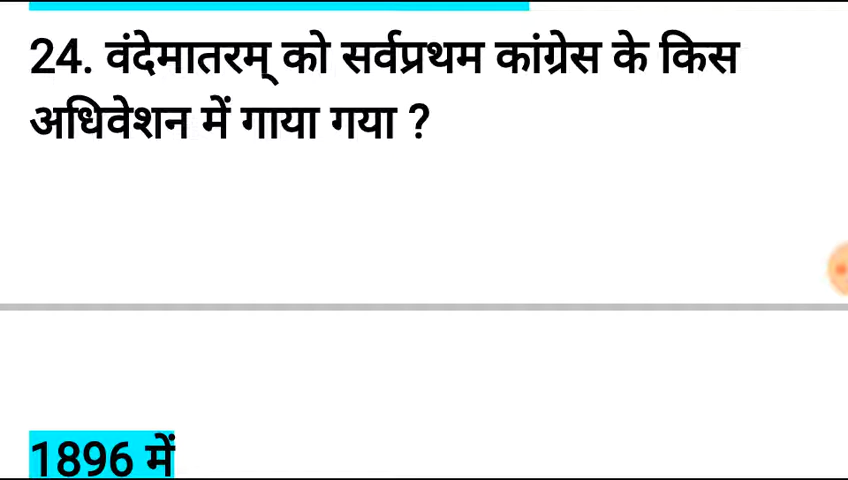 24. वंदेमातरम् को सर्वप्रथम कांग्रेस के किस
अधिवेशन में गाया गया ?
1896 में